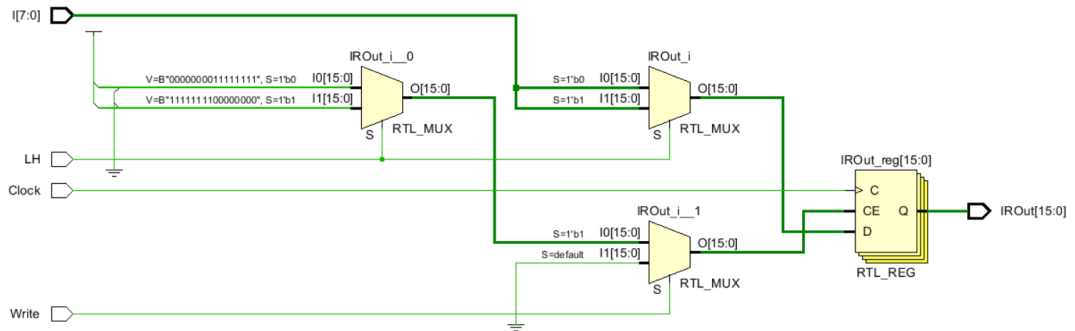 I[7:0]
IROut_i__0
IROut_i
V=B"0000000011111111", S=1'b0
I0[15:0]
S=1'b0
I0[15:0]
O[15:0]
O[15:0]
V=B"1111111100000000", S=1'b1
I1[15:0]
S=1'b1
I1[15:0]
S
RTL_MUX
S
RTL_MUX
LH
IROut_reg[15:0]
Clock
C
IROut_i__1
CE
Q
IROut[15:0]
S=1'b1
I0[15:0]
D
O[15:0]
S=default
I1[15:0]
RTL_REG
S
RTL_MUX
Write